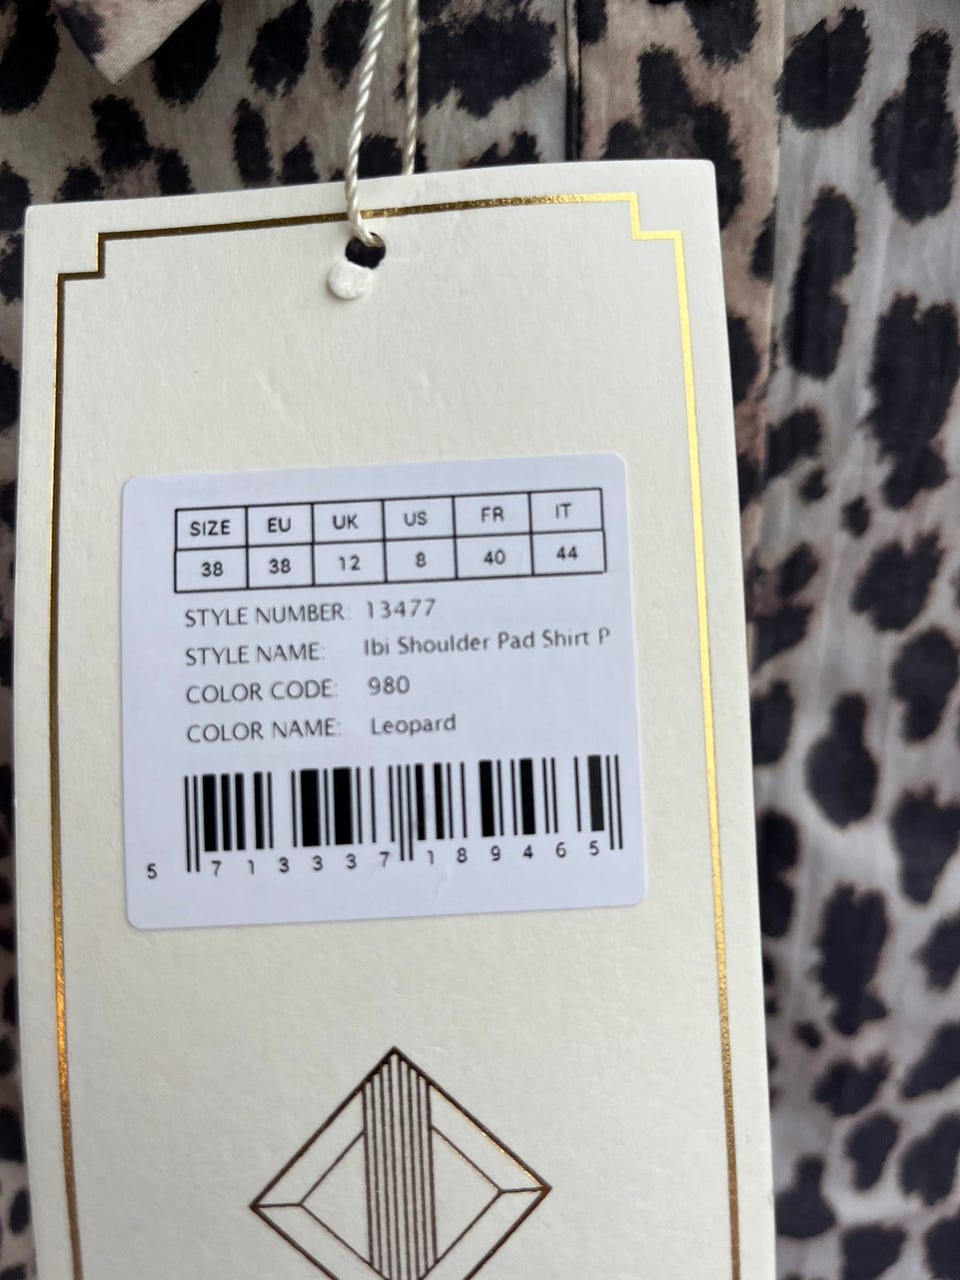 SIZE EU UK US FR IT
38 38 12 8 40 44
STYLE NUMBER: 13477
STYLE NAME: Ibi Shoulder Pad Shirt P
COLOR CODE: 980
COLOR NAME: Leopard
5 713337 189465